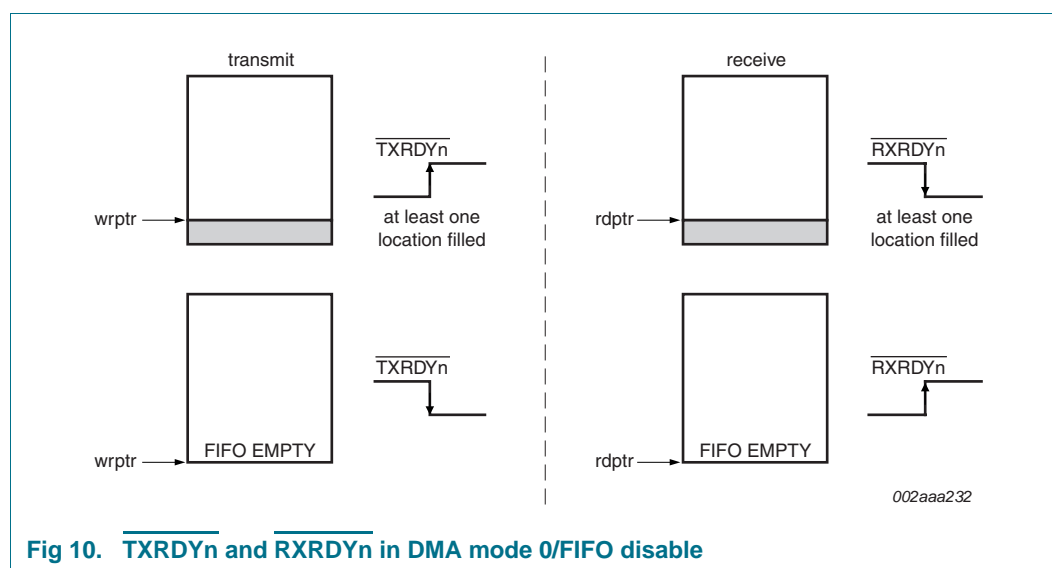 transmit
TXRDYn
wrptr
at least one
location filled
TXRDYn
FIFO EMPTY
wrptr
receive
RXRDYn
rdptr
at least one
location filled
RXRDYn
FIFO EMPTY
rdptr
002aaa232
Fig 10. TXRDYn and RXRDYn in DMA mode 0/FIFO disable